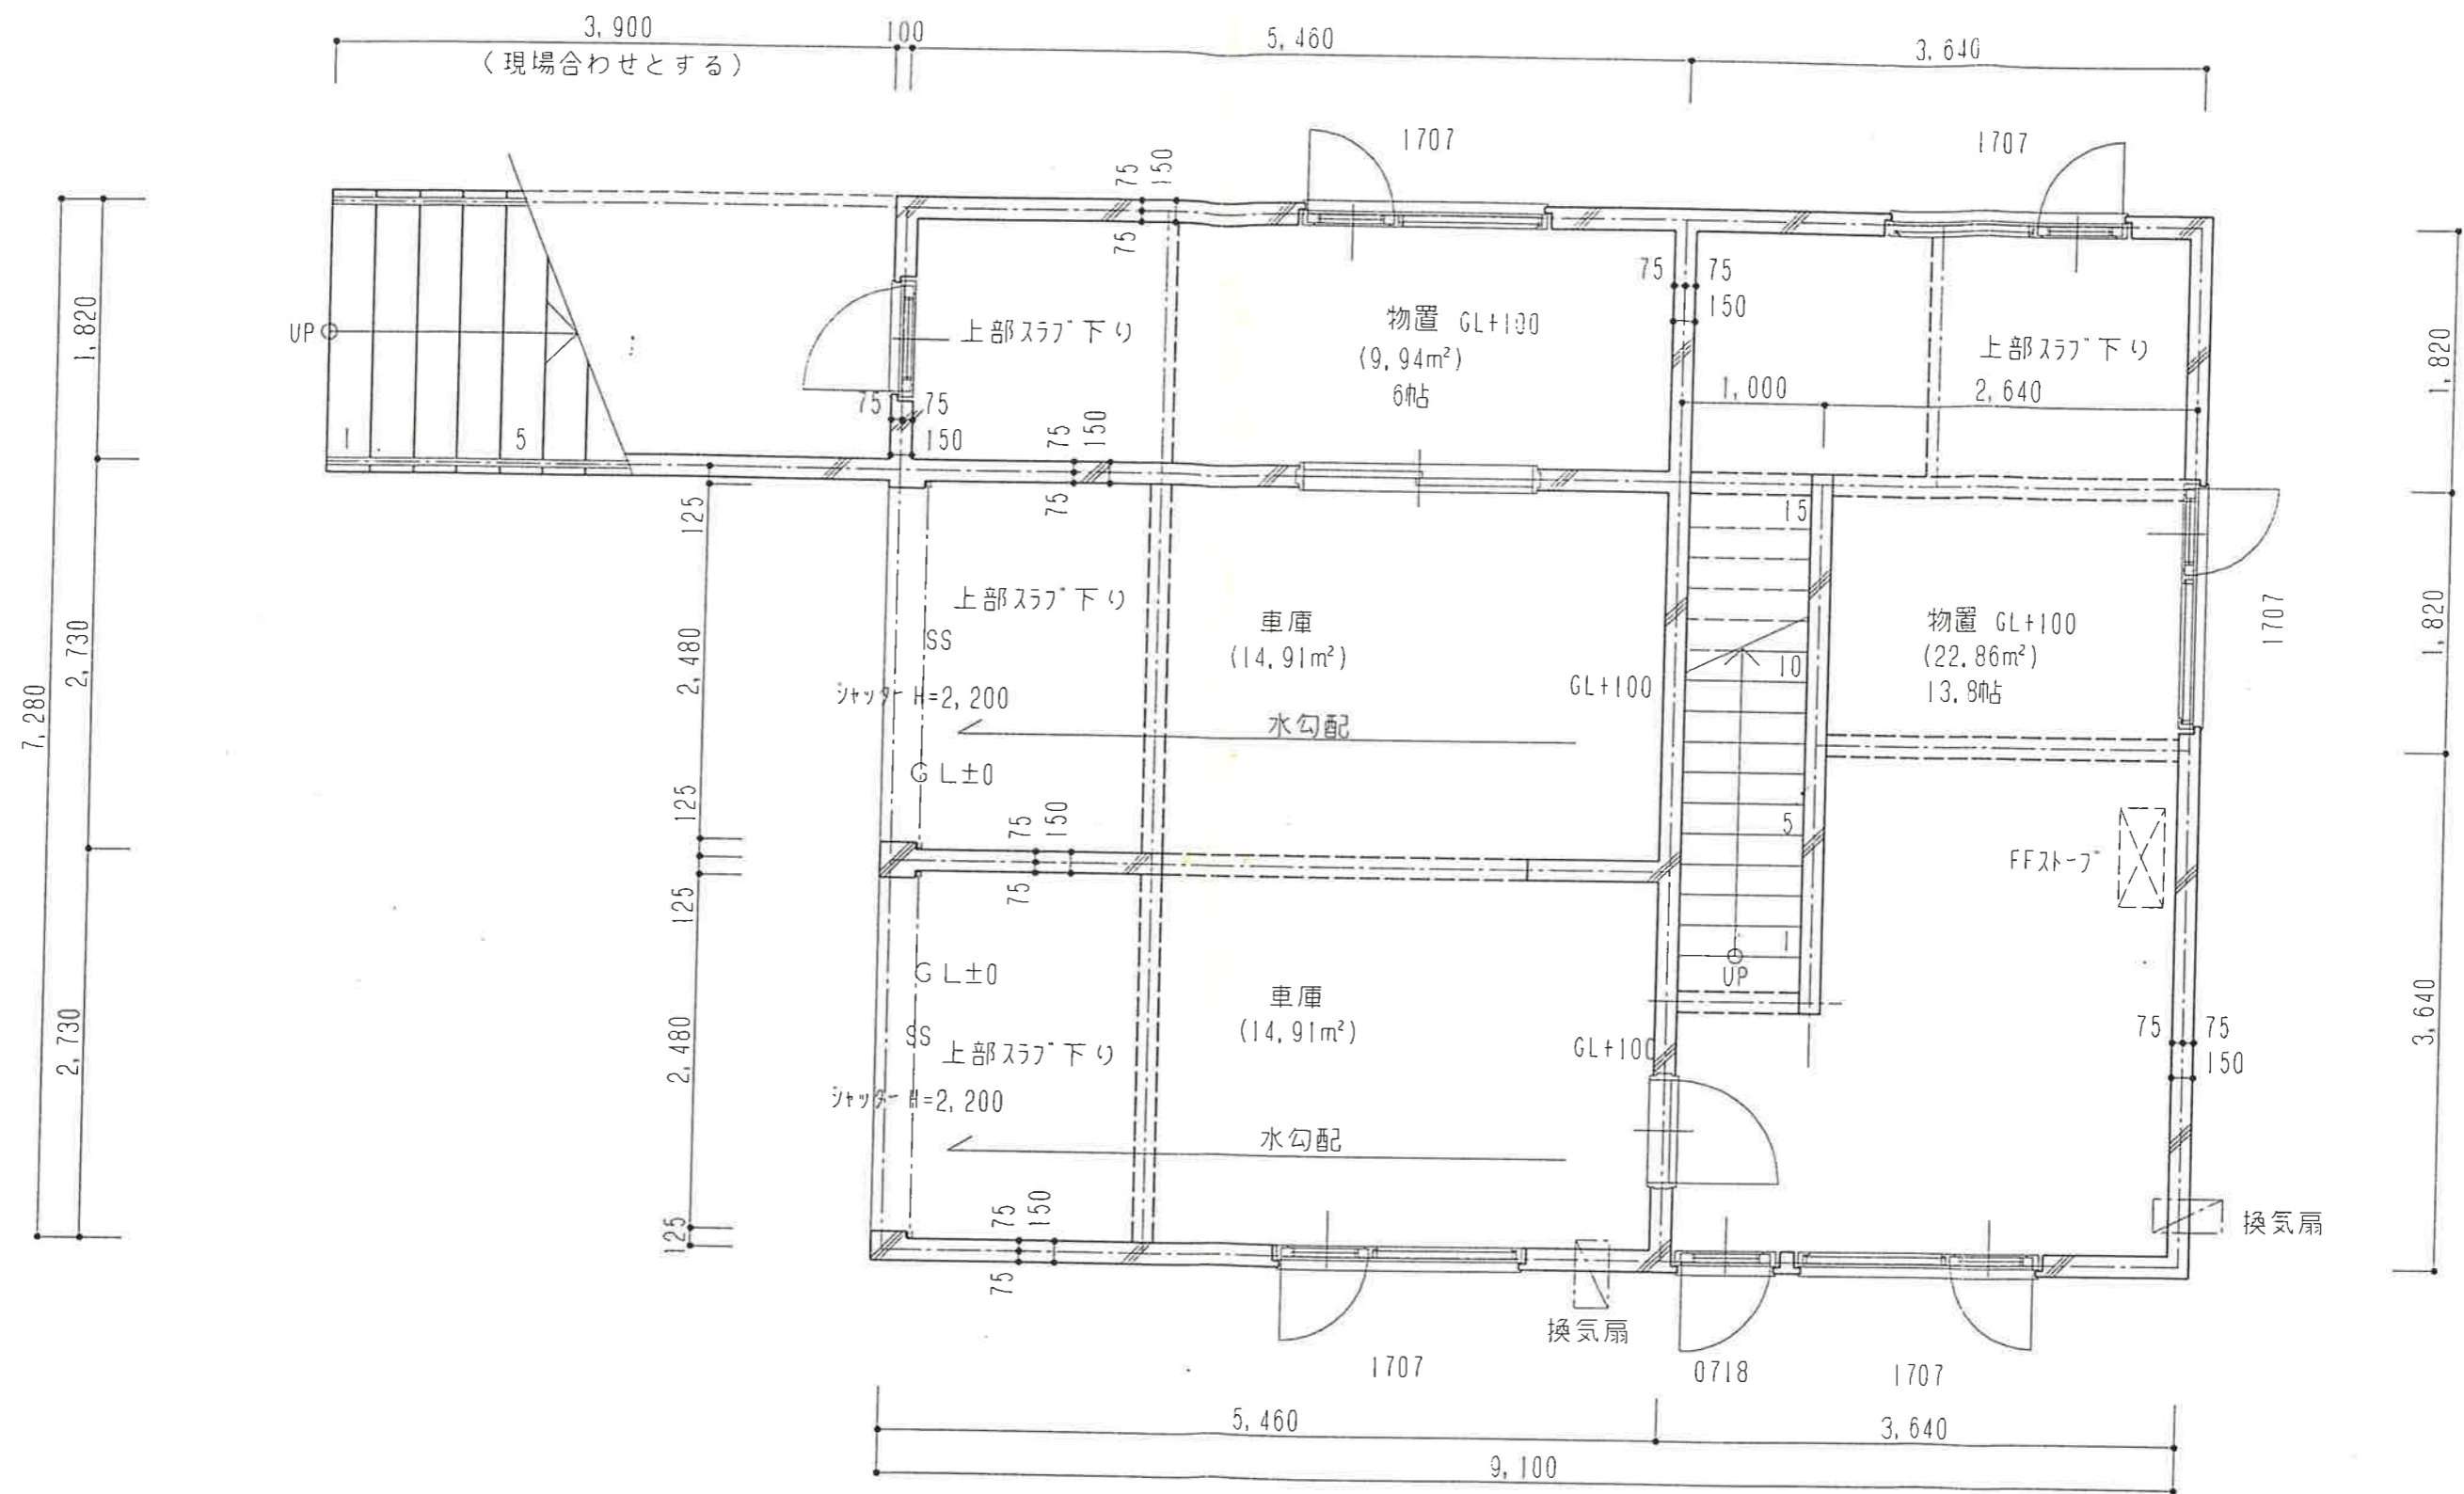 3,900
100
5,460
3,640
(現場合わせとする)
1707
1707
75
150
75
75
75
150
UP
1
5
上部スラブ下り
物置 GL+100
(9.94m²)
6帖
上部スラブ下り
1,000
2,640
75
75
150
75
150
75
1,820
2,730
2,730
7,280
1,820
1,820
3,640
125
2,480
125
125
2,480
125
上部スラブ下り
SS
シャッター H=2,200
GL±0
車庫
(14.91m²)
水勾配
GL+100
75
150
75
15
10
5
1
UP
物置 GL+100
(22.86m²)
13.8帖
1707
FFストーブ
GL±0
SS
上部スラブ下り
シャッター H=2,200
車庫
(14.91m²)
水勾配
GL+100
75
75
150
75
150
75
換気扇
換気扇
1707
0718
1707
5,460
3,640
9,100